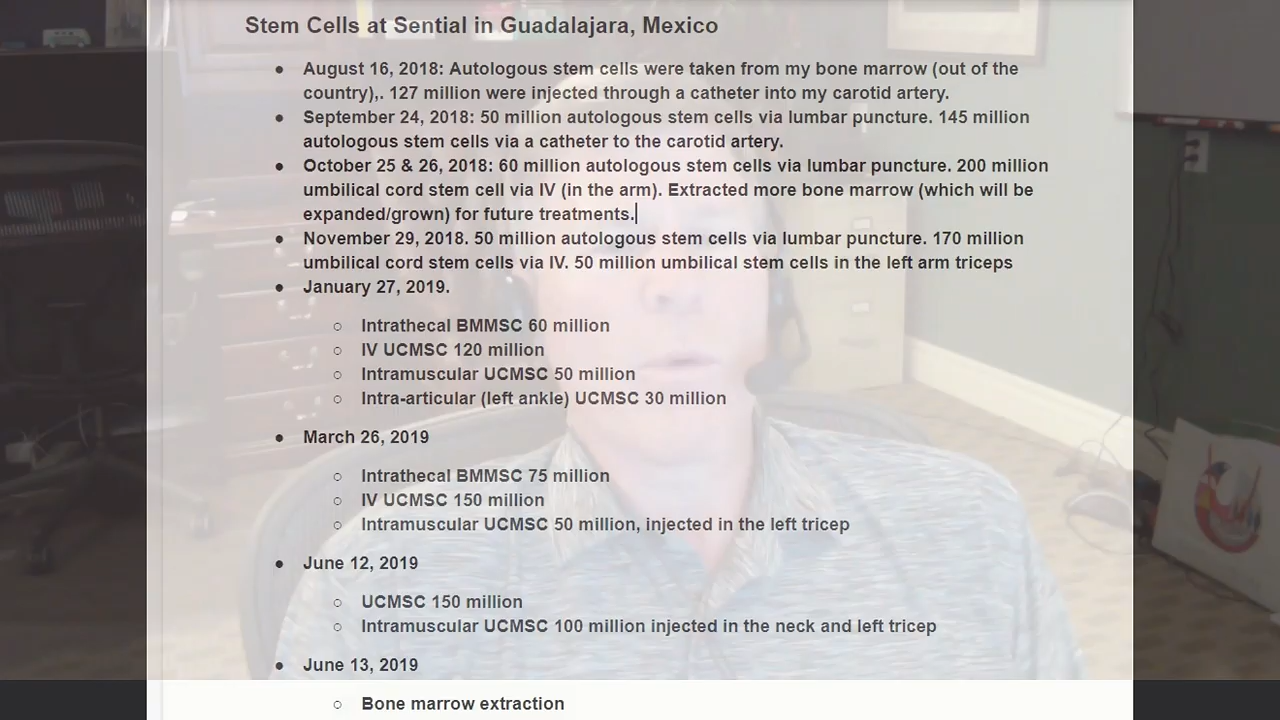 Stem Cells at Sential in Guadalajara, Mexico
● August 16, 2018: Autologous stem cells were taken from my bone marrow (out of the
country),. 127 million were injected through a catheter into my carotid artery.
● September 24, 2018: 50 million autologous stem cells via lumbar puncture. 145 million
autologous stem cells via a catheter to the carotid artery.
● October 25 & 26, 2018: 60 million autologous stem cells via lumbar puncture. 200 million
umbilical cord stem cell via IV (in the arm). Extracted more bone marrow (which will be
expanded/grown) for future treatments.
● November 29, 2018. 50 million autologous stem cells via lumbar puncture. 170 million
umbilical cord stem cells via IV. 50 million umbilical stem cells in the left arm triceps
● January 27, 2019.
○ Intrathecal BMMSC 60 million
○ IV UCMSC 120 million
○ Intramuscular UCMSC 50 million
○ Intra-articular (left ankle) UCMSC 30 million
● March 26, 2019
○ Intrathecal BMMSC 75 million
○ IV UCMSC 150 million
○ Intramuscular UCMSC 50 million, injected in the left tricep
● June 12, 2019
○ UCMSC 150 million
○ Intramuscular UCMSC 100 million injected in the neck and left tricep
● June 13, 2019
○ Bone marrow extraction